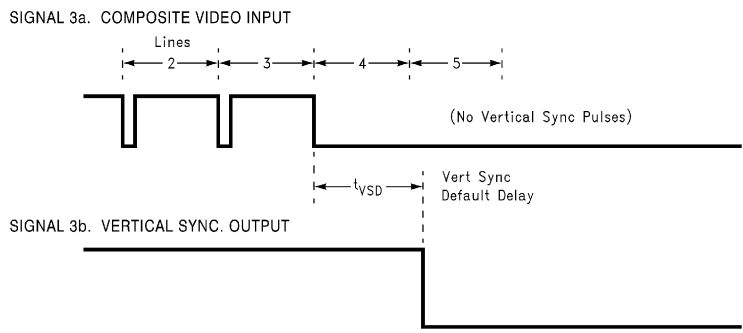 SIGNAL 3a. COMPOSITE VIDEO INPUT
Lines
2 3 4 5
(No Vertical Sync Pulses)
tVSD
Vert Sync
Default Delay
SIGNAL 3b. VERTICAL SYNC. OUTPUT